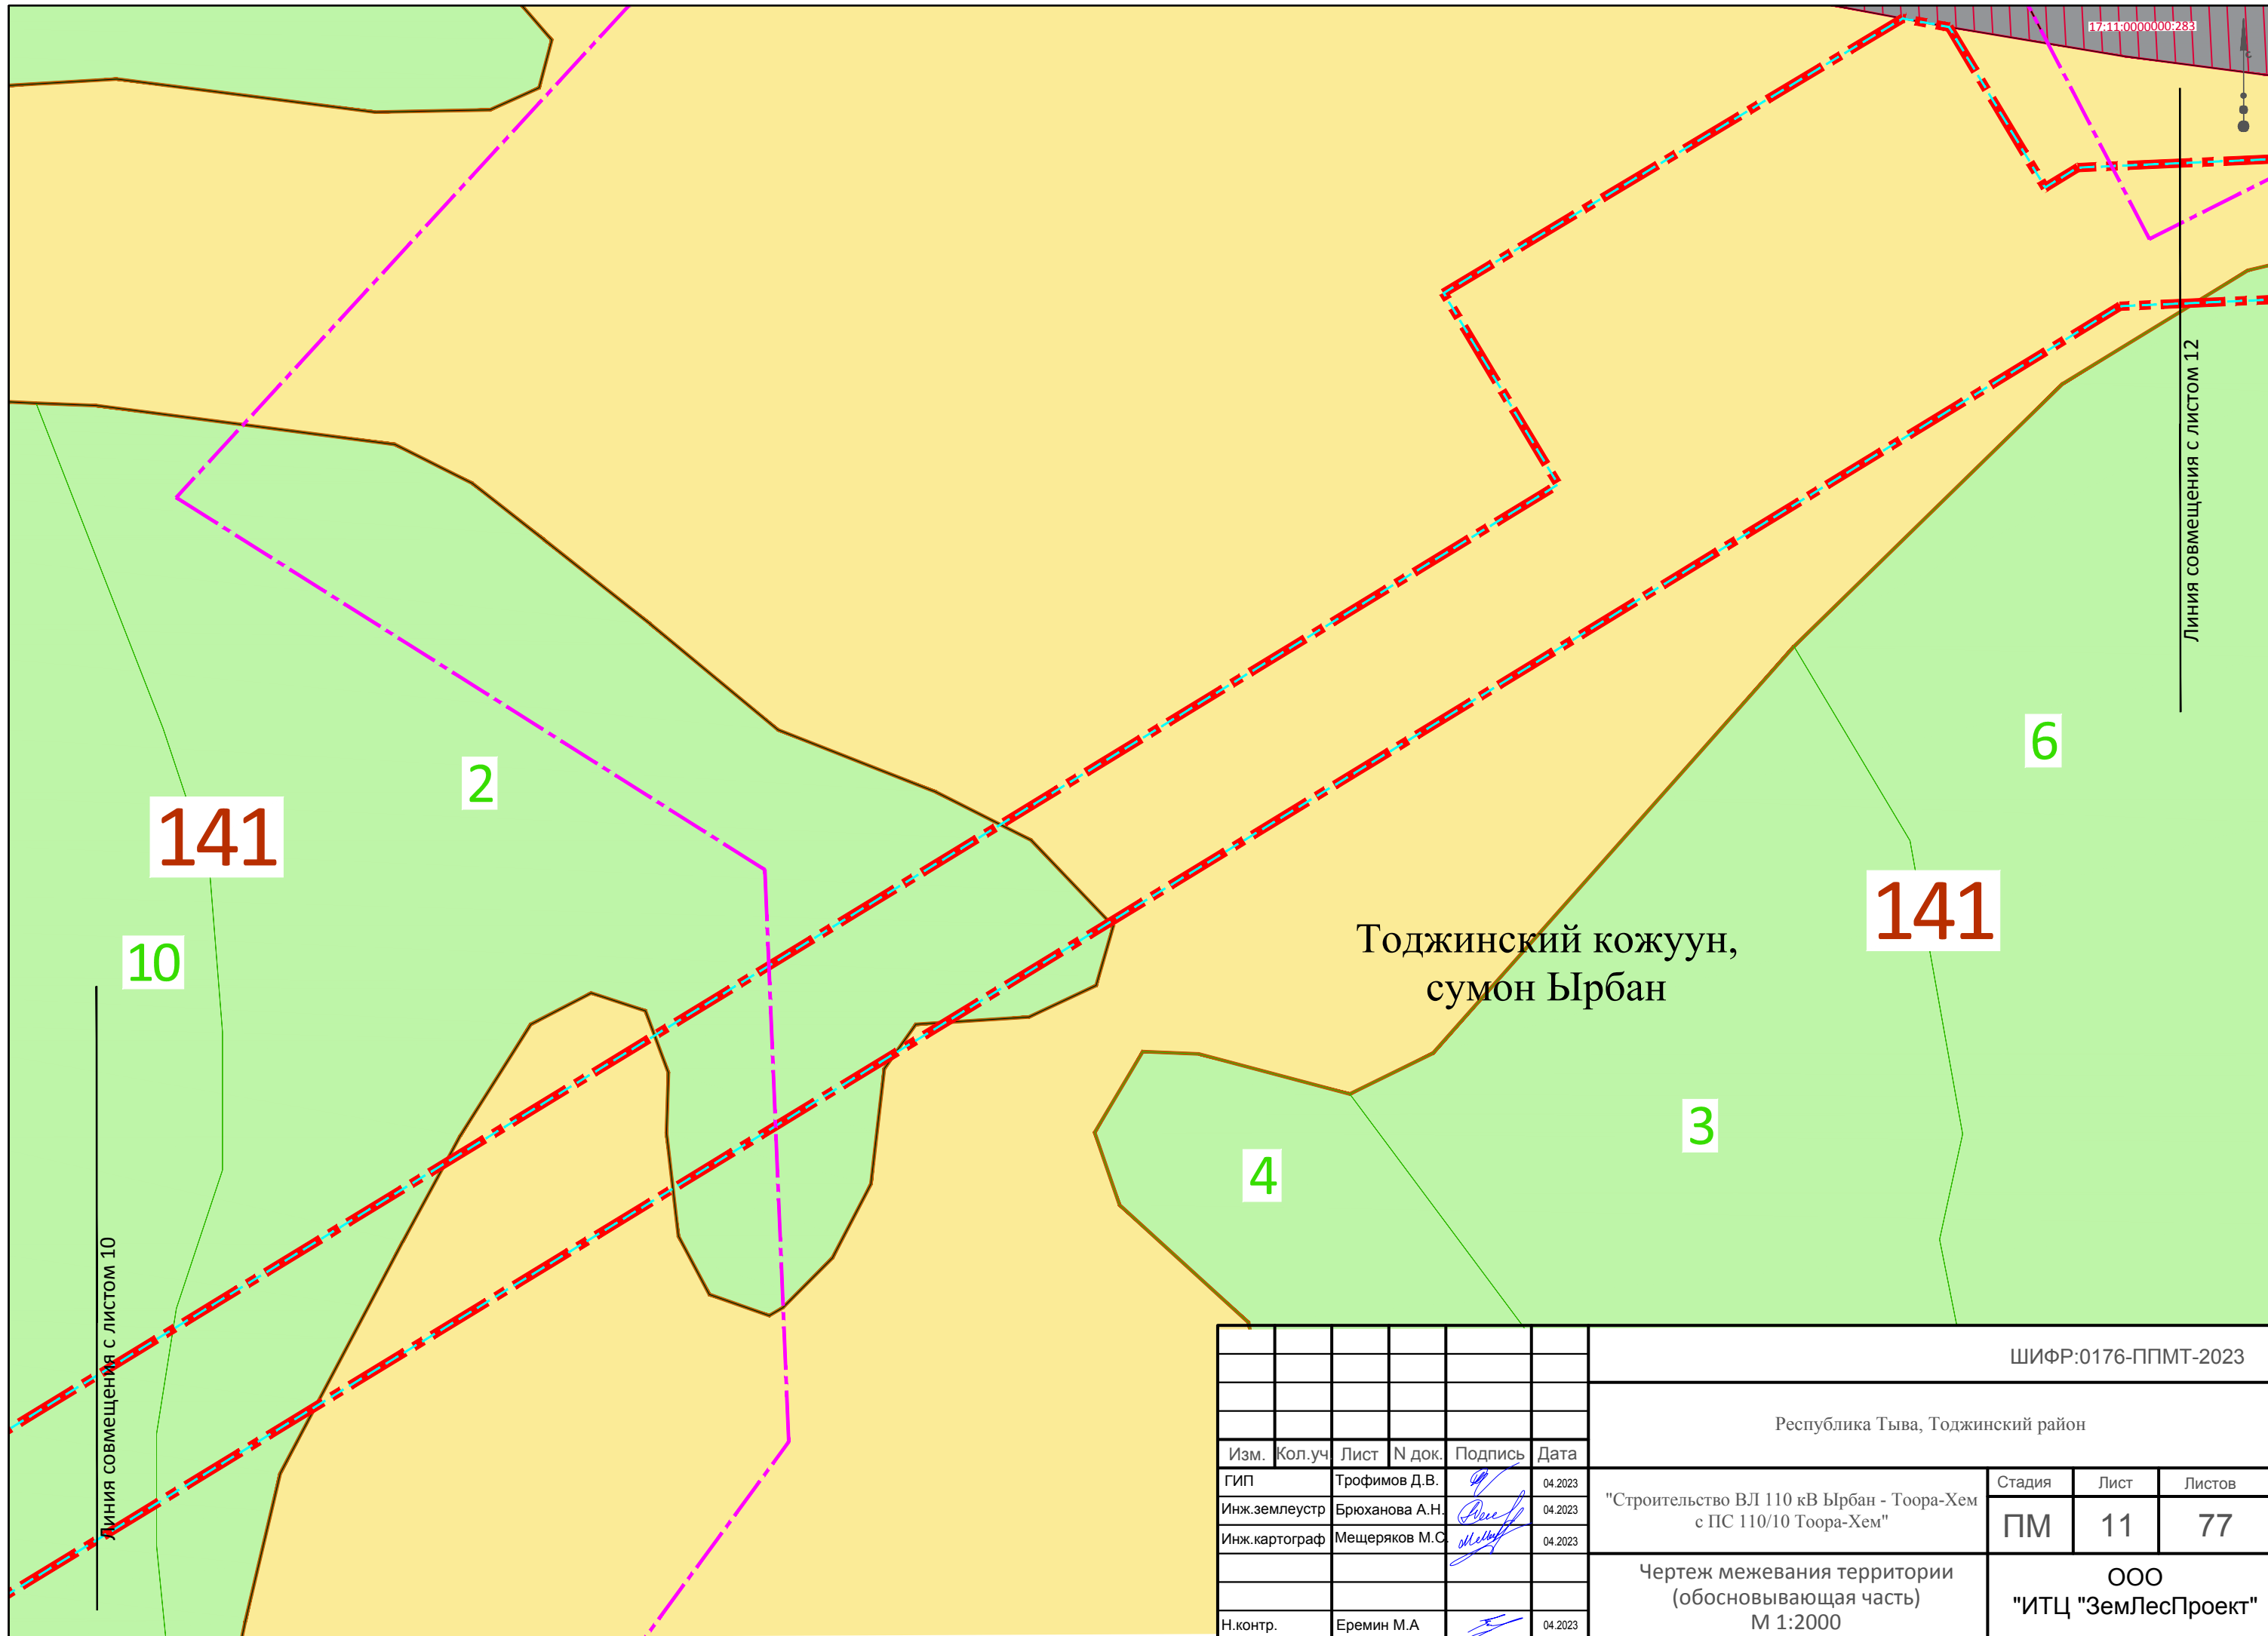 17:11:0000000:283
с
Линия совмещения с листом 12
2
6
141
141
10
Тоджинский кожуун,
сумон Ырбан
3
4
Линия совмещения с листом 10
ШИФР:0176-ППМТ-2023
Республика Тыва, Тоджинский район
Изм. Кол.уч Лист N док. Подпись Дата
ГИП Трофимов Д.В. 04.2023
Инж.землеустр Брюханова А.Н. 04.2023
Инж.картограф Мещеряков М.С. 04.2023
Н.контр. Еремин М.А 04.2023
"Строительство ВЛ 110 кВ Ырбан - Тоора-Хем
с ПС 110/10 Тоора-Хем"
Стадия Лист Листов
ПМ 11 77
Чертеж межевания территории
(обосновывающая часть)
М 1:2000
ООО
"ИТЦ "ЗемЛесПроект"